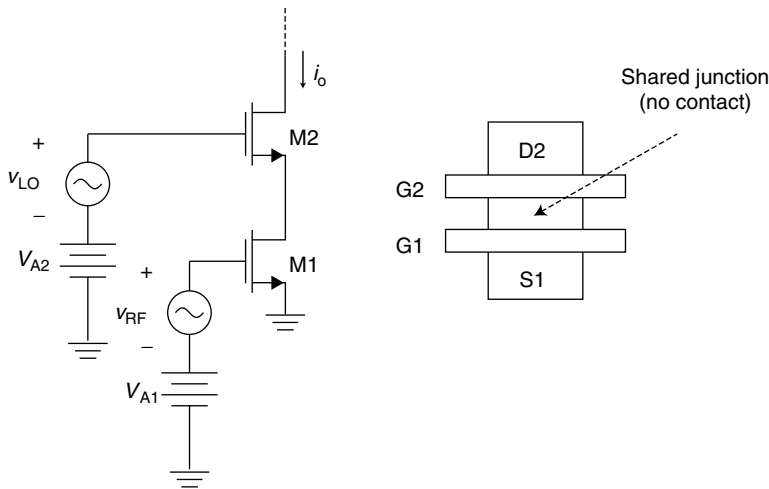 i_o
M2
+
v_LO
−
V_A2
M1
+
v_RF
−
V_A1
Shared junction
(no contact)
D2
G2
G1
S1